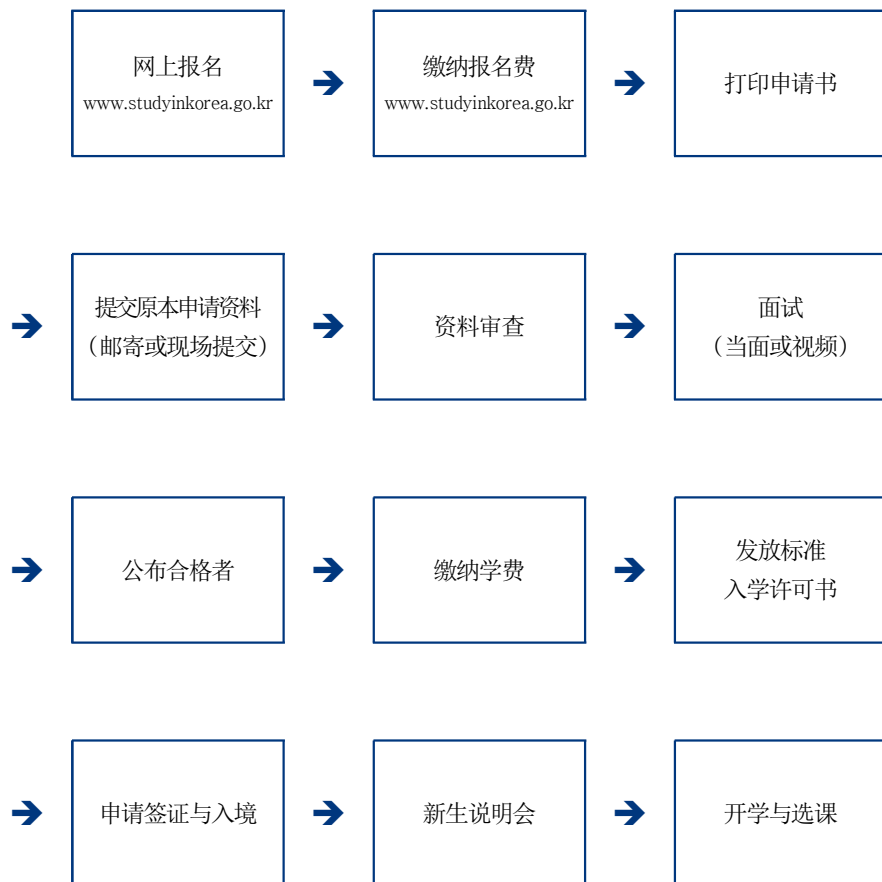 网上报名
www.studyinkorea.go.kr
缴纳报名费
www.studyinkorea.go.kr
打印申请书
提交原本申请资料
（邮寄或现场提交）
资料审查
面试
（当面或视频）
公布合格者
缴纳学费
发放标准
入学许可书
申请签证与入境
新生说明会
开学与选课